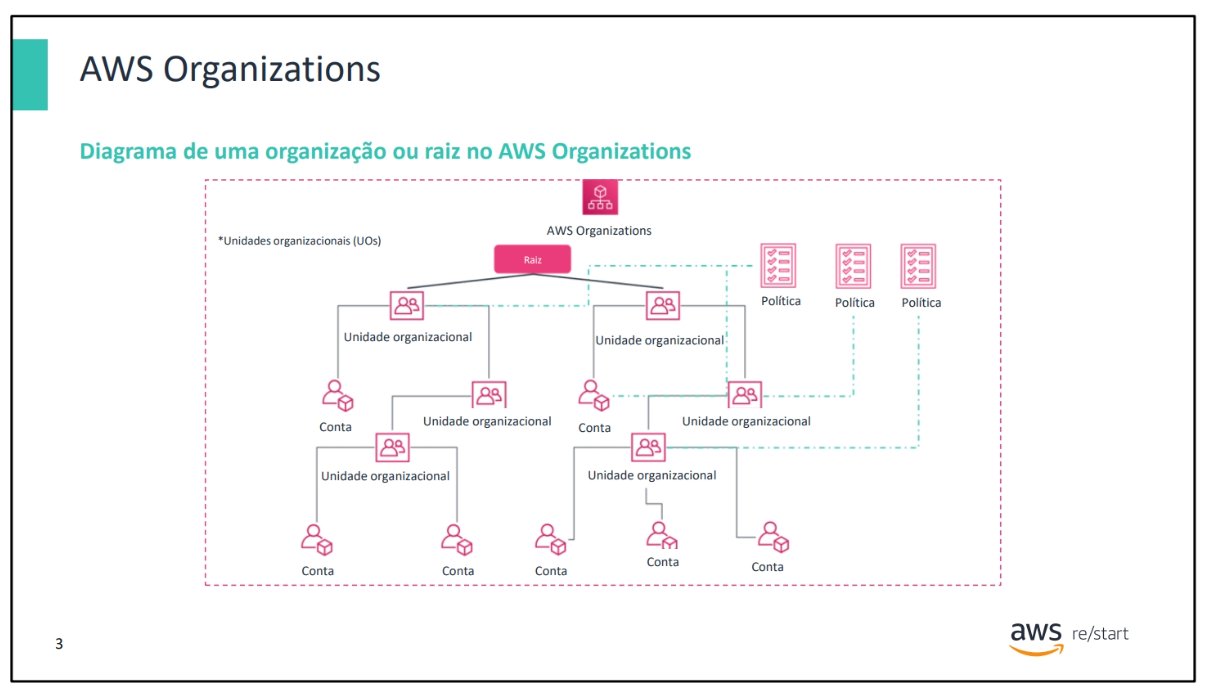 AWS Organizations
Diagrama de uma organização ou raiz no AWS Organizations
AWS Organizations
*Unidades organizacionais (UOs)
Raiz
Política
Política
Política
Unidade organizacional
Unidade organizacional
Conta
Unidade organizacional
Conta
Unidade organizacional
Unidade organizacional
Unidade organizacional
Conta
Conta
Conta
Conta
Conta
3
aws re/start